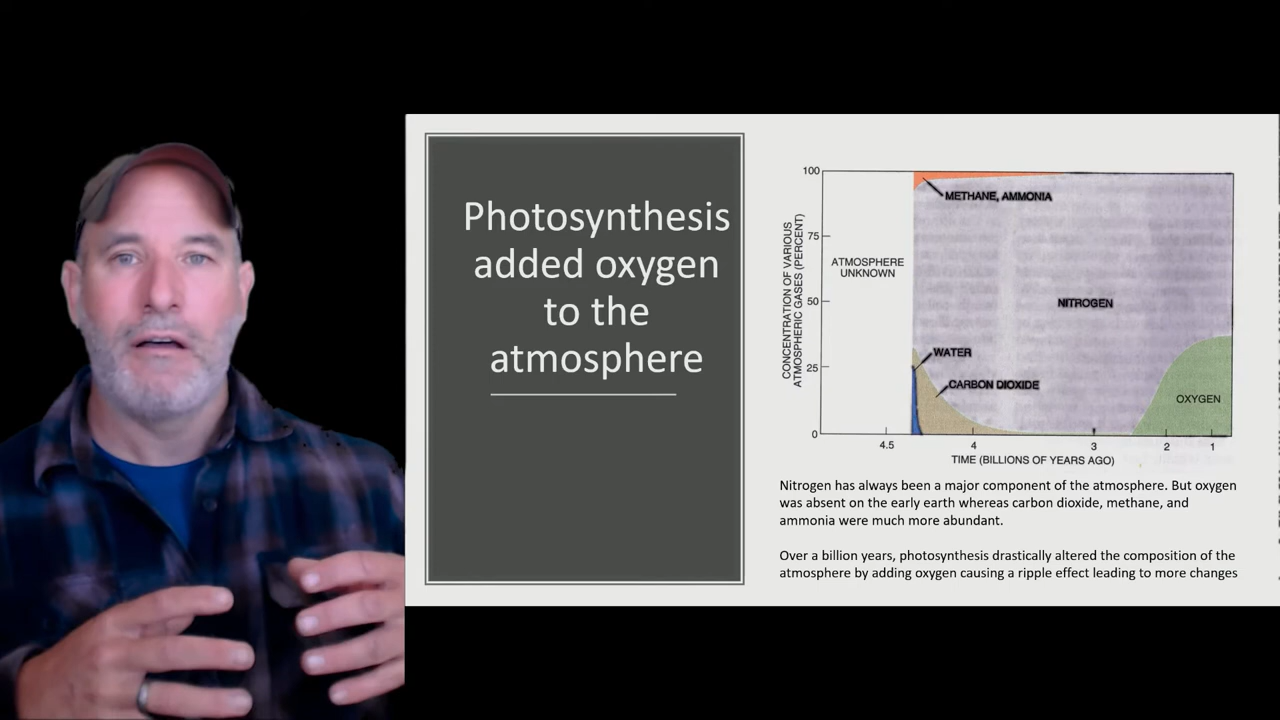 Photosynthesis
added oxygen
to the
atmosphere
CONCENTRATION OF VARIOUS
ATMOSPHERIC GASES (PERCENT)
100
75
50
25
0
ATMOSPHERE
UNKNOWN
METHANE, AMMONIA
NITROGEN
WATER
CARBON DIOXIDE
OXYGEN
4.5 4 3 2 1
TIME (BILLIONS OF YEARS AGO)
Nitrogen has always been a major component of the atmosphere. But oxygen
was absent on the early earth whereas carbon dioxide, methane, and
ammonia were much more abundant.
Over a billion years, photosynthesis drastically altered the composition of the
atmosphere by adding oxygen causing a ripple effect leading to more changes